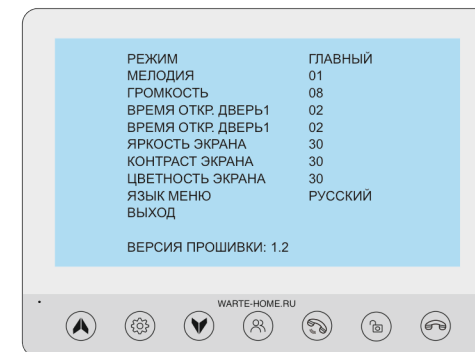 РЕЖИМ ГЛАВНЫЙ
МЕЛОДИЯ 01
ГРОМКОСТЬ 08
ВРЕМЯ ОТКР. ДВЕРЬ1 02
ВРЕМЯ ОТКР. ДВЕРЬ1 02
ЯРКОСТЬ ЭКРАНА 30
КОНТРАСТ ЭКРАНА 30
ЦВЕТНОСТЬ ЭКРАНА 30
ЯЗЫК МЕНЮ РУССКИЙ
ВЫХОД
ВЕРСИЯ ПРОШИВКИ: 1.2
WARTE-HOME.RU